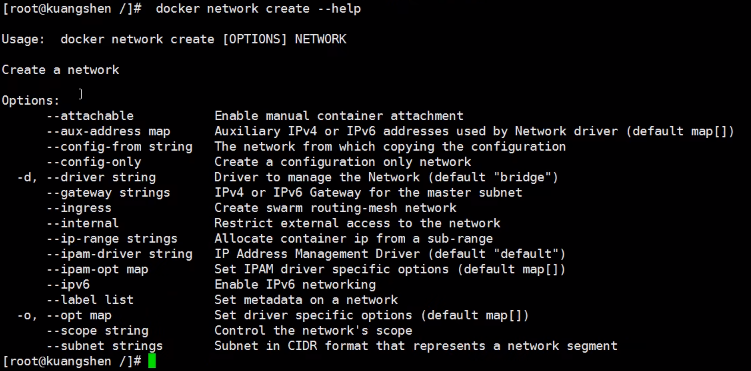 [root@kuangshen /]#  docker network create --help
Usage:  docker network create [OPTIONS] NETWORK
Create a network
Options:
      --attachable           Enable manual container attachment
      --aux-address map      Auxiliary IPv4 or IPv6 addresses used by Network driver (default map[])
      --config-from string   The network from which copying the configuration
      --config-only          Create a configuration only network
  -d, --driver string        Driver to manage the Network (default "bridge")
      --gateway strings      IPv4 or IPv6 Gateway for the master subnet
      --ingress              Create swarm routing-mesh network
      --internal             Restrict external access to the network
      --ip-range strings     Allocate container ip from a sub-range
      --ipam-driver string   IP Address Management Driver (default "default")
      --ipam-opt map         Set IPAM driver specific options (default map[])
      --ipv6                 Enable IPv6 networking
      --label list           Set metadata on a network
  -o, --opt map              Set driver specific options (default map[])
      --scope string         Control the network's scope
      --subnet strings       Subnet in CIDR format that represents a network segment
[root@kuangshen /]#